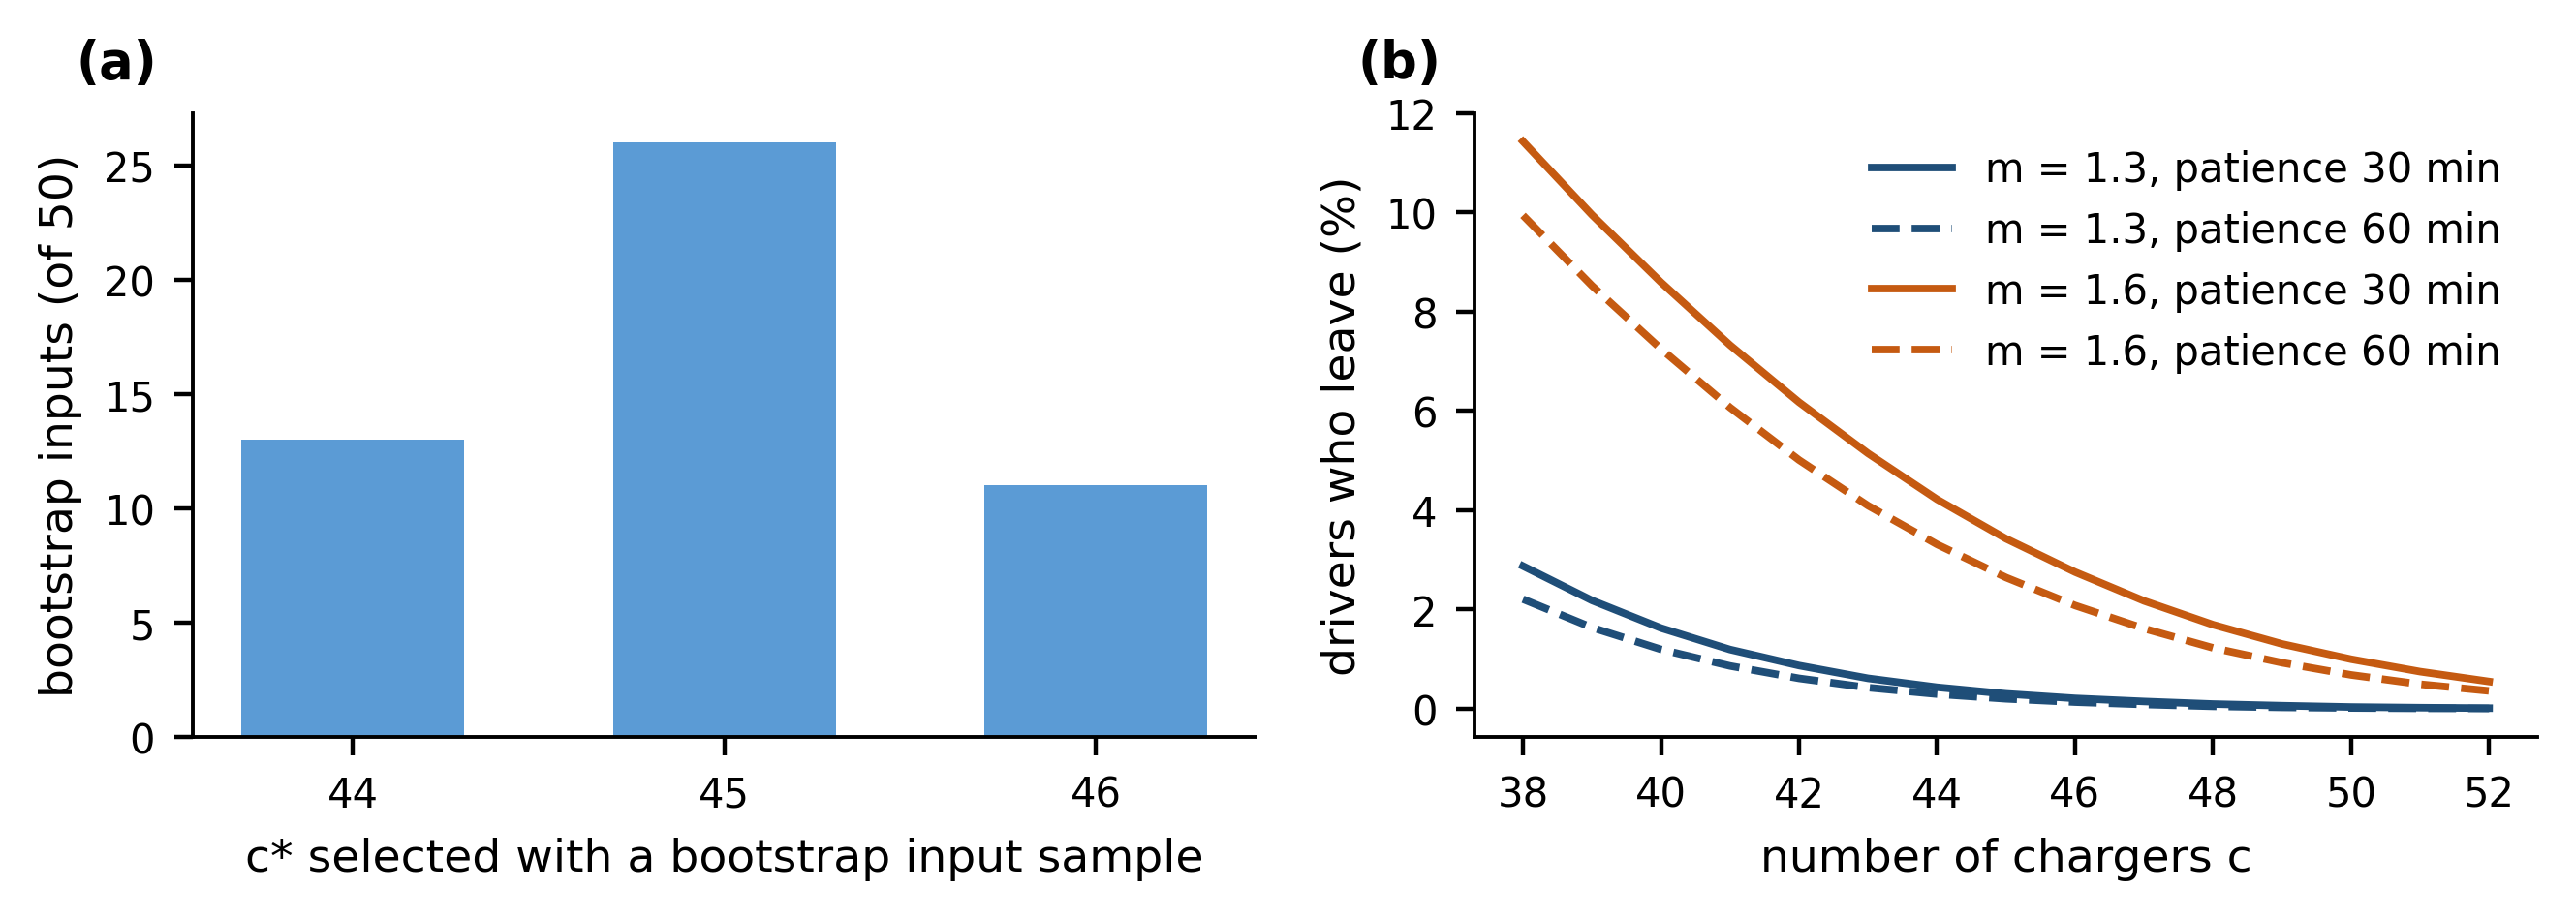 (a)
bootstrap inputs (of 50)
25
20
15
10
5
0
44 45 46
c* selected with a bootstrap input sample
(b)
drivers who leave (%)
12
10
8
6
4
2
0
m = 1.3, patience 30 min
m = 1.3, patience 60 min
m = 1.6, patience 30 min
m = 1.6, patience 60 min
38 40 42 44 46 48 50 52
number of chargers c